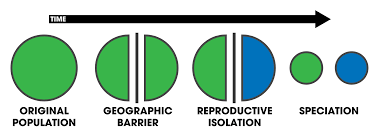 TIME
ORIGINAL
POPULATION
GEOGRAPHIC
BARRIER
REPRODUCTIVE
ISOLATION
SPECIATION